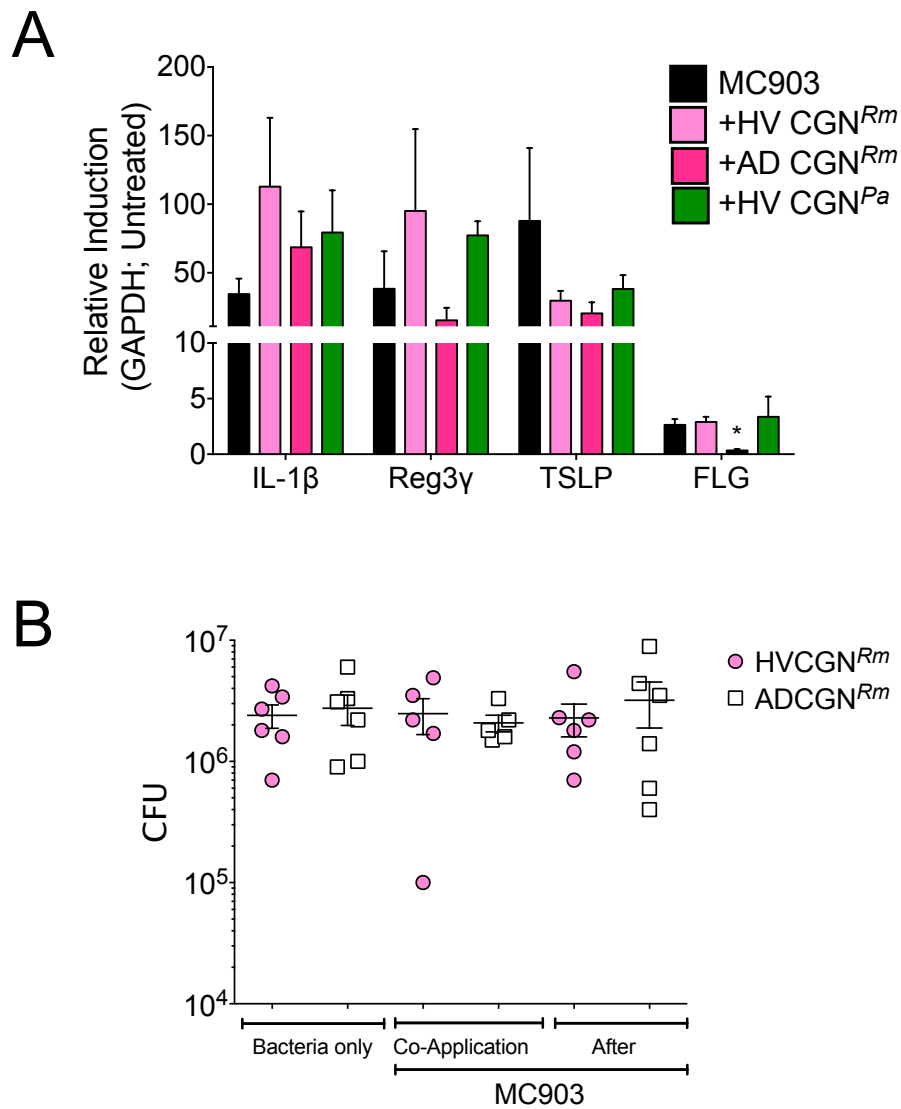 A
Relative Induction
(GAPDH; Untreated)
200
150
100
50
10
5
0
MC903
+HV CGN^Rm
+AD CGN^Rm
+HV CGN^Pa
*
IL-1β Reg3γ TSLP FLG
B
CFU
10^7
10^6
10^5
10^4
HVCGN^Rm
ADCGN^Rm
Bacteria only Co-Application After
MC903